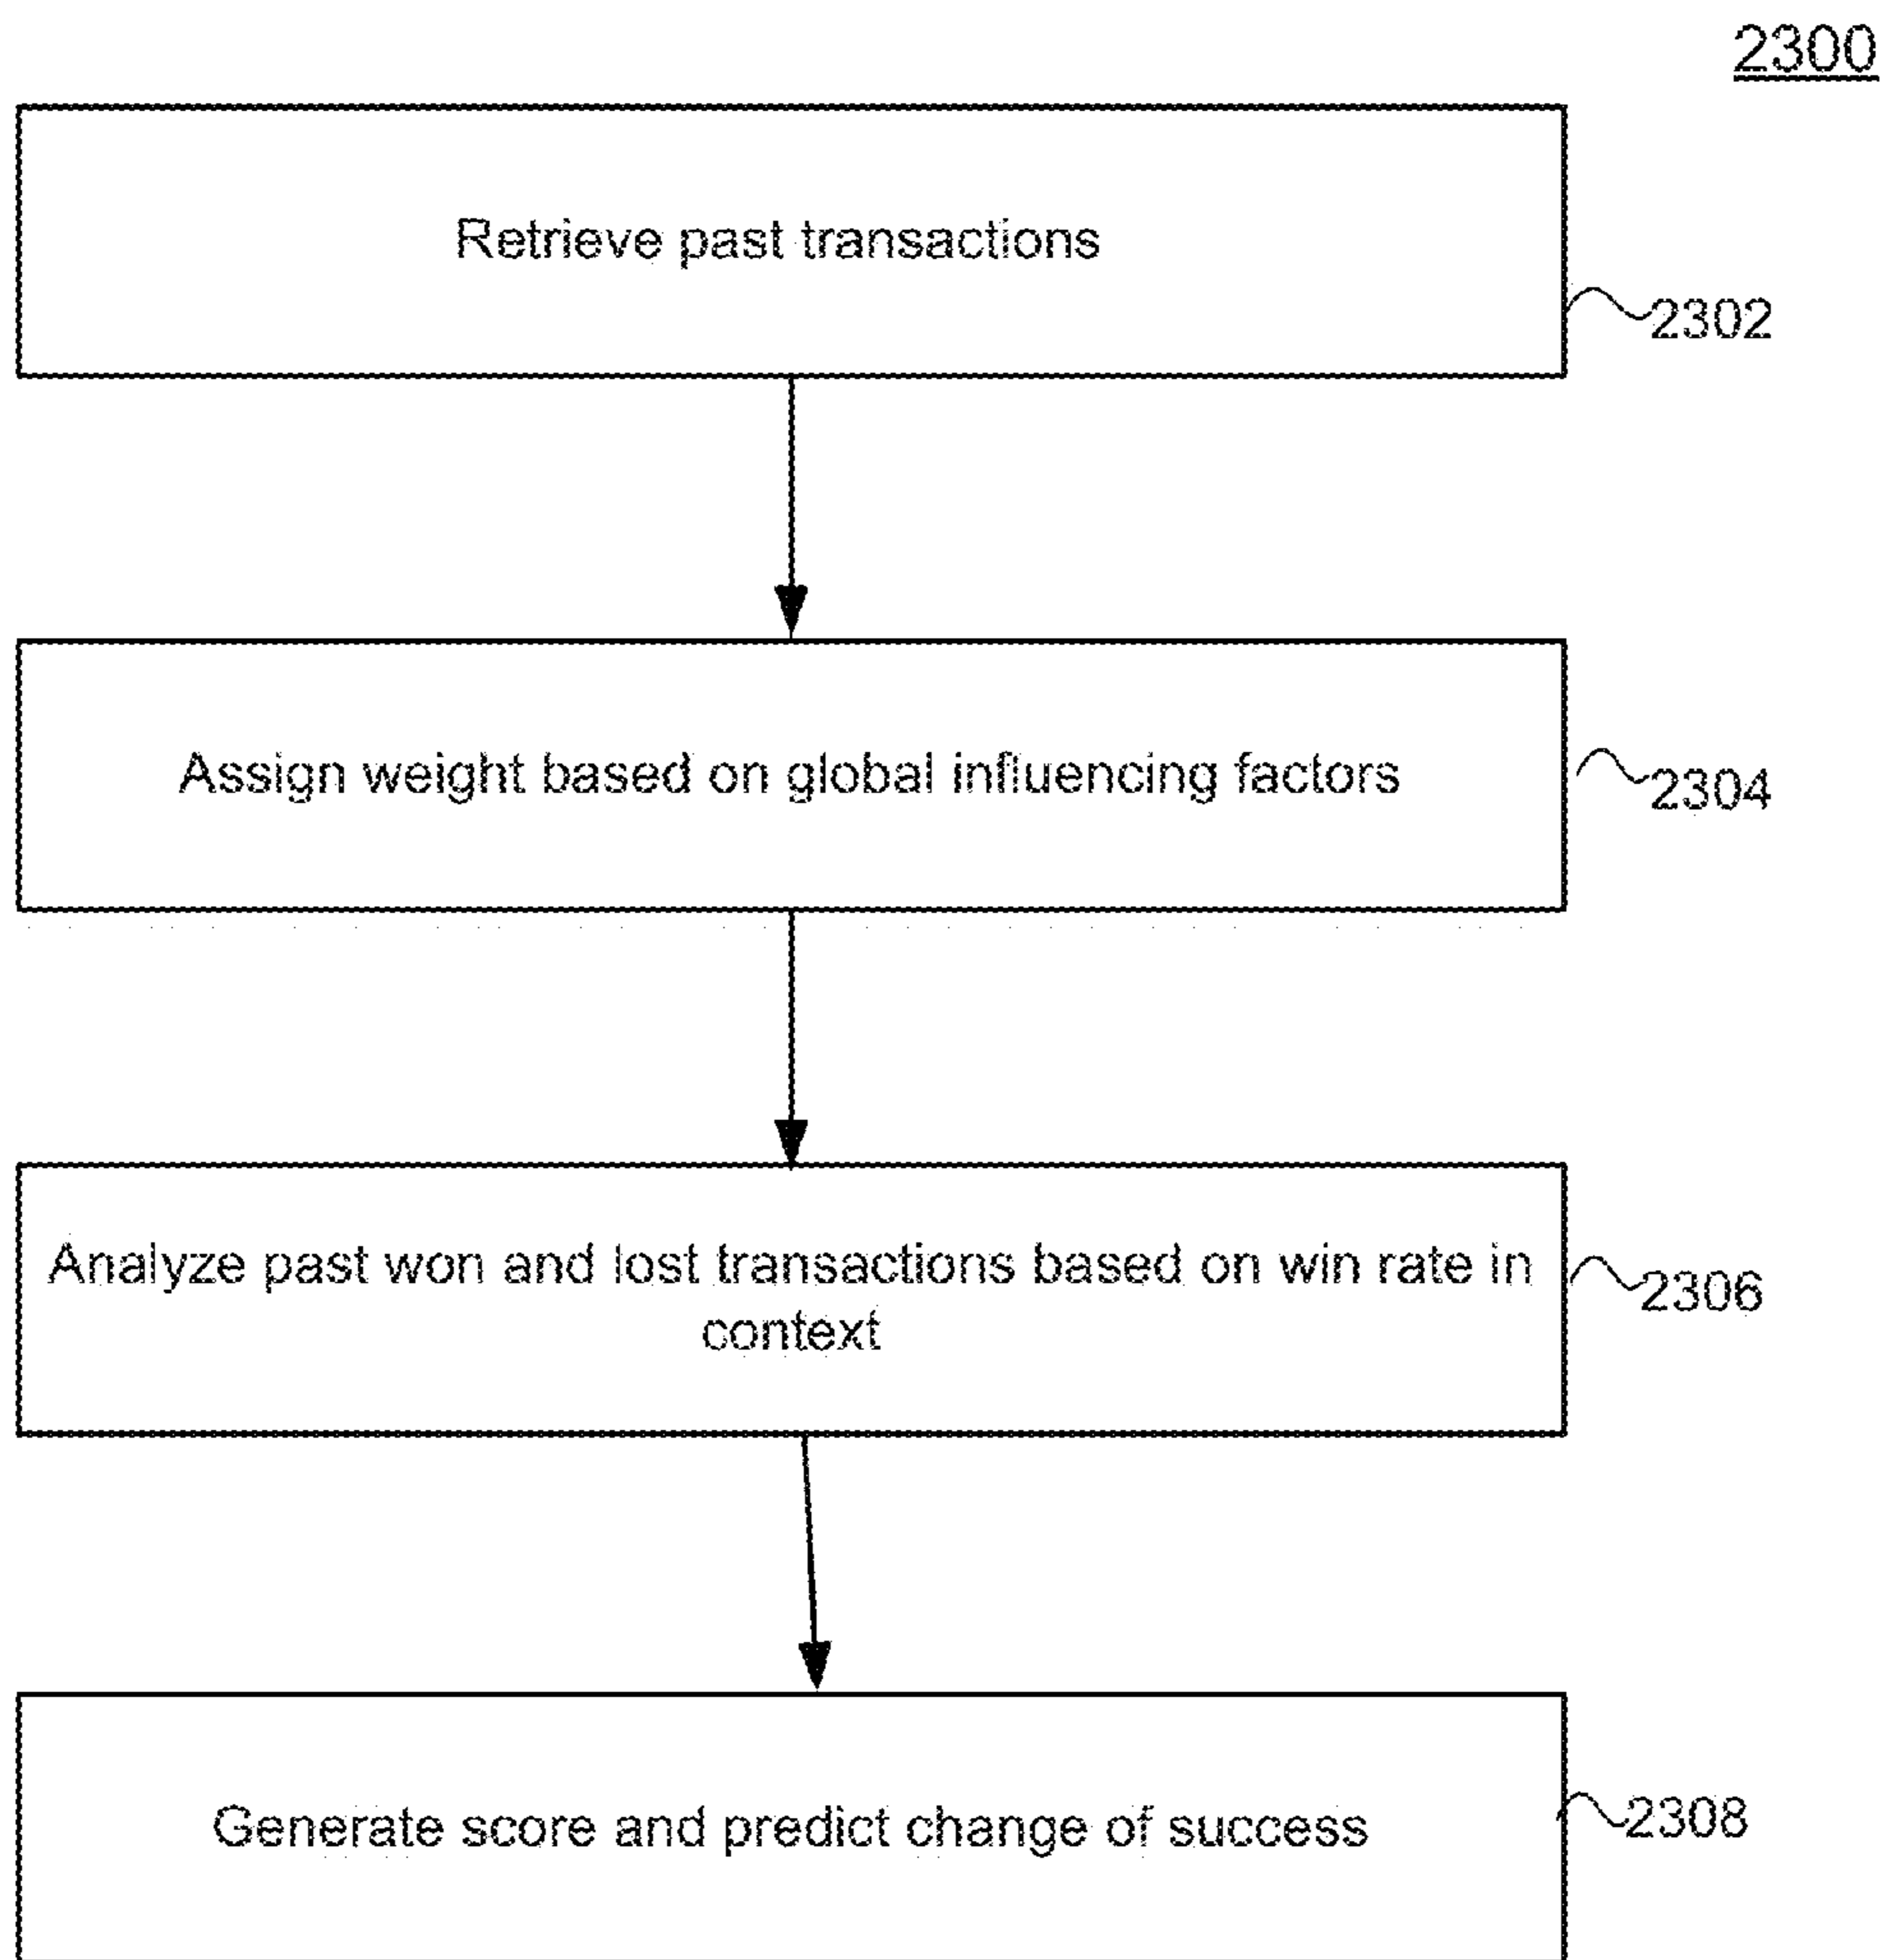 2300
Retrieve past transactions
2302
Assign weight based on global influencing factors
2304
Analyze past won and lost transactions based on win rate in
context
2306
Generate score and predict change of success
2308